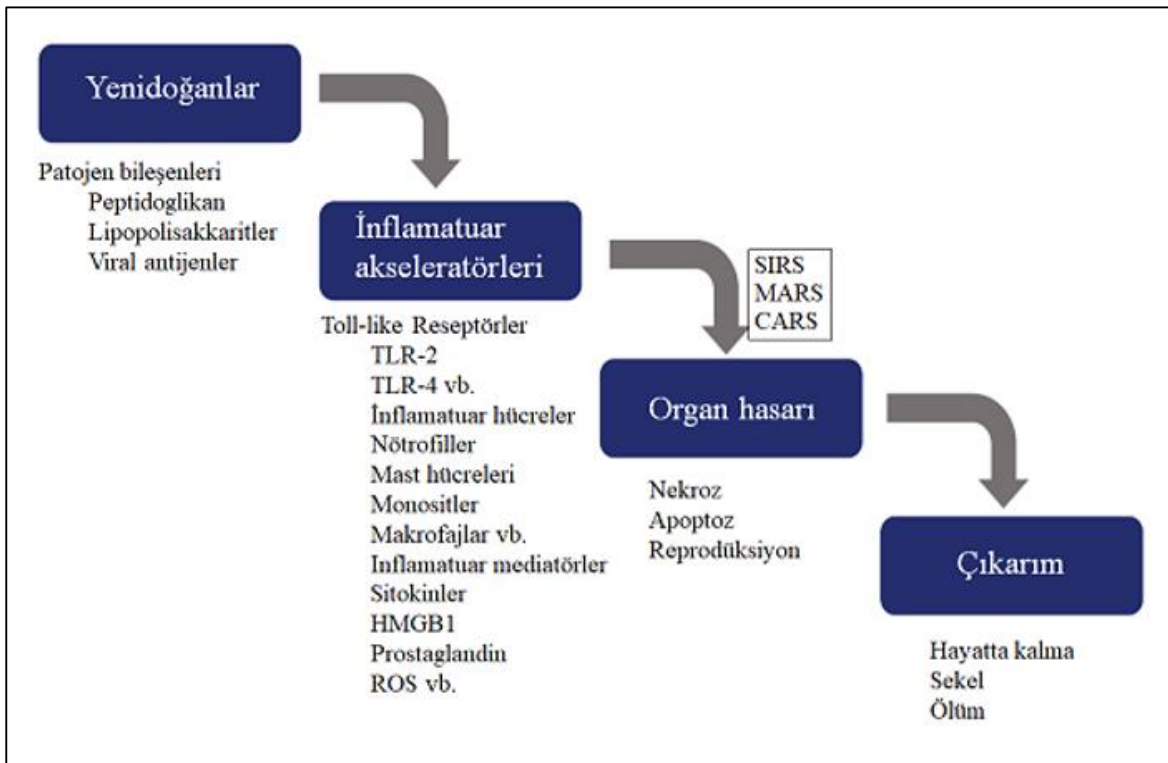 Yenidoğanlar
Patojen bileşenleri
Peptidoglikan
Lipopolisakkaritler
Viral antijenler
İnflamatuar
akseleratörleri
Toll-like Reseptörler
TLR-2
TLR-4 vb.
İnflamatuar hücreler
Nötrofiller
Mast hücreleri
Monositler
Makrofajlar vb.
Inflamatuar mediatörler
Sitokinler
HMGB1
Prostaglandin
ROS vb.
SIRS
MARS
CARS
Organ hasarı
Nekroz
Apoptoz
Reprodüksiyon
Çıkarım
Hayatta kalma
Sekel
Ölüm